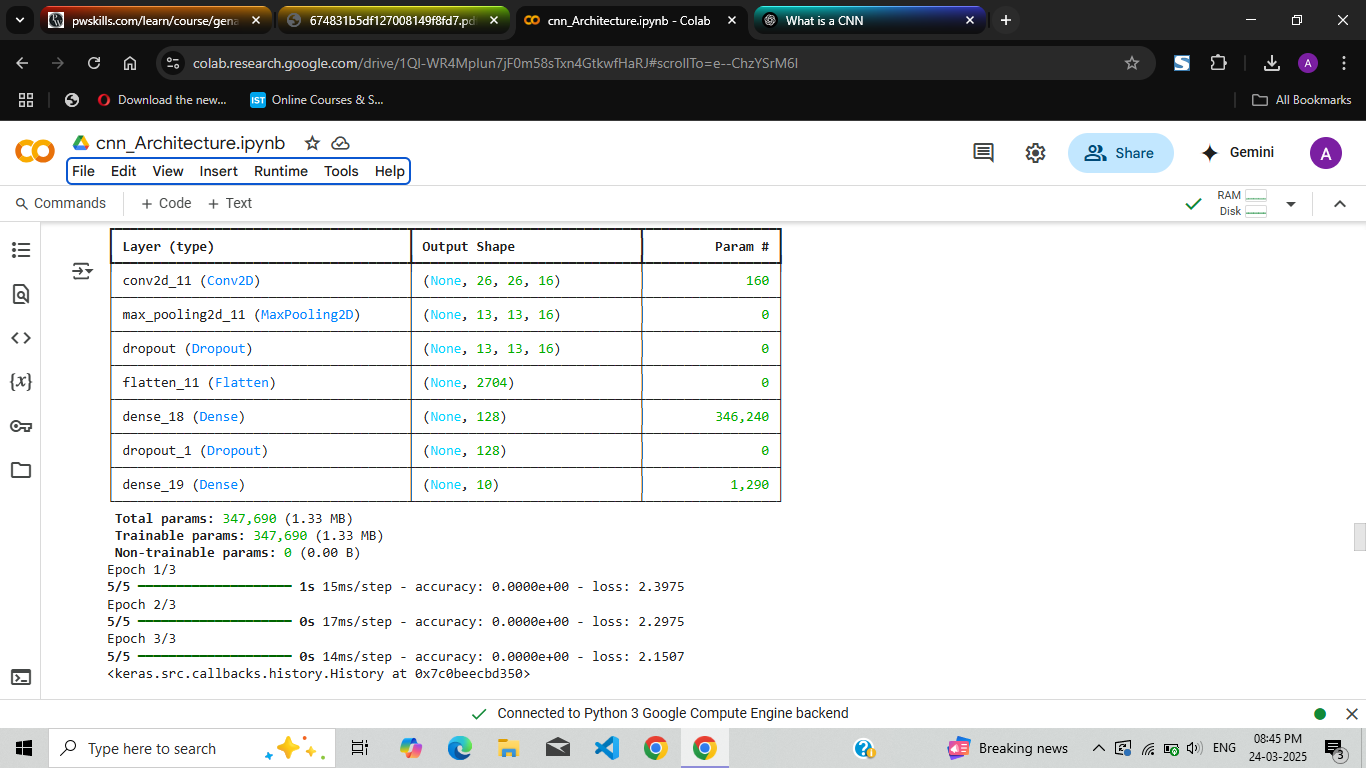 pwskills.com/learn/course/gena
674831b5df127008149f8fd7.pd
cnn_Architecture.ipynb - Colab
What is a CNN
colab.research.google.com/drive/1QI-WR4MpIun7jF0m58sTxn4GtkwfHaRJ#scrollTo=e--ChzYSrM6I
A
Download the new...
IST
Online Courses & S...
All Bookmarks
cnn_Architecture.ipynb
File Edit View Insert Runtime Tools Help
Share
Gemini
A
Commands
+ Code
+ Text
RAM
Disk
Layer (type) Output Shape Param #
conv2d_11 (Conv2D) (None, 26, 26, 16) 160
max_pooling2d_11 (MaxPooling2D) (None, 13, 13, 16) 0
dropout (Dropout) (None, 13, 13, 16) 0
flatten_11 (Flatten) (None, 2704) 0
dense_18 (Dense) (None, 128) 346,240
dropout_1 (Dropout) (None, 128) 0
dense_19 (Dense) (None, 10) 1,290
Total params: 347,690 (1.33 MB)
Trainable params: 347,690 (1.33 MB)
Non-trainable params: 0 (0.00 B)
Epoch 1/3
5/5 1s 15ms/step - accuracy: 0.0000e+00 - loss: 2.3975
Epoch 2/3
5/5 0s 17ms/step - accuracy: 0.0000e+00 - loss: 2.2975
Epoch 3/3
5/5 0s 14ms/step - accuracy: 0.0000e+00 - loss: 2.1507
<keras.src.callbacks.history.History at 0x7c0beecbd350>
Connected to Python 3 Google Compute Engine backend
Type here to search
Breaking news
ENG
08:45 PM
24-03-2025
3